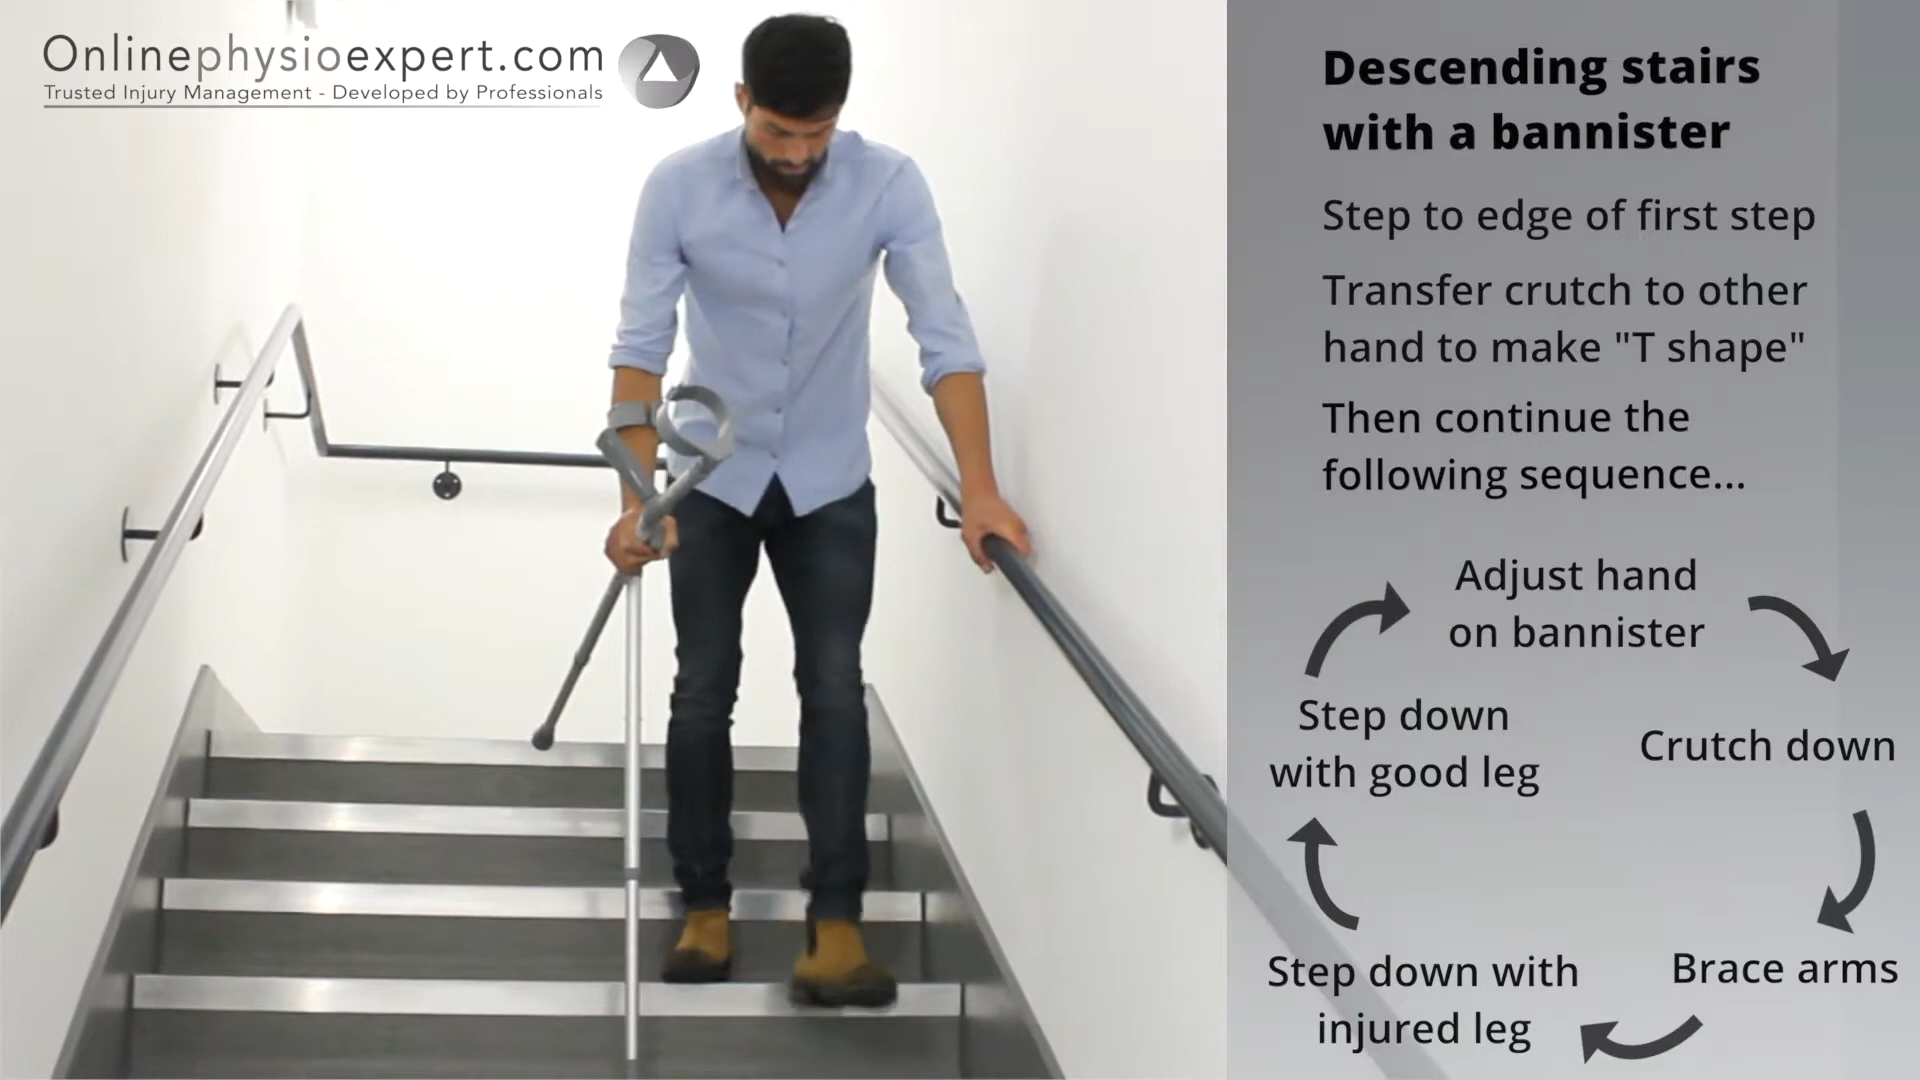 Onlinephysioexpert.com
Trusted Injury Management - Developed by Professionals
Descending stairs
with a bannister
Step to edge of first step
Transfer crutch to other
hand to make "T shape"
Then continue the
following sequence...
Adjust hand
on bannister
Crutch down
Brace arms
Step down with
injured leg
Step down
with good leg